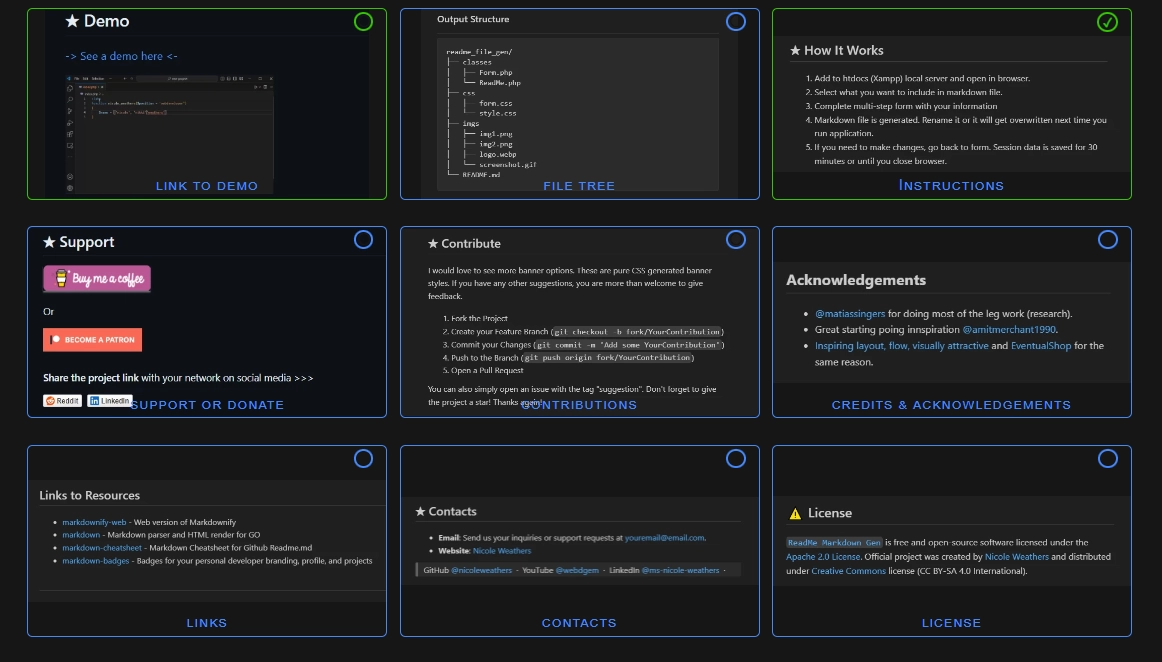 ★ Demo
-> See a demo here <-
LINK TO DEMO
Output Structure
readme_file_gen/
├── classes
│   ├── Form.php
│   └── ReadMe.php
├── css
│   ├── form.css
│   └── style.css
├── imgs
│   ├── img1.png
│   ├── img2.png
│   ├── logo.webp
│   └── screenshot.gif
└── README.md
FILE TREE
★ How It Works
1. Add to htdocs (Xampp) local server and open in browser.
2. Select what you want to include in markdown file.
3. Complete multi-step form with your information
4. Markdown file is generated. Rename it or it will get overwritten next time you
run application.
5. If you need to make changes, go back to form. Session data is saved for 30
minutes or until you close browser.
INSTRUCTIONS
★ Support
Buy me a coffee
Or
BECOME A PATRON
Share the project link with your network on social media >>>
Reddit LinkedIn
SUPPORT OR DONATE
★ Contribute
I would love to see more banner options. These are pure CSS generated banner
styles. If you have any other suggestions, you are more than welcome to give
feedback.
1. Fork the Project
2. Create your Feature Branch (git checkout -b fork/YourContribution)
3. Commit your Changes (git commit -m "Add some YourContribution")
4. Push to the Branch (git push origin fork/YourContribution)
5. Open a Pull Request
You can also simply open an issue with the tag "suggestion". Don't forget to give
the project a star! Thanks again!
CONTRIBUTIONS
Acknowledgements
• @matiassingers for doing most of the leg work (research).
• Great starting poing innspiration @amitmerchant1990.
• Inspiring layout, flow, visually attractive and EventualShop for the
same reason.
CREDITS & ACKNOWLEDGEMENTS
Links to Resources
• markdownify-web - Web version of Markdownify
• markdown - Markdown parser and HTML render for GO
• markdown-cheatsheet - Markdown Cheatsheet for Github Readme.md
• markdown-badges - Badges for your personal developer branding, profile, and projects
LINKS
★ Contacts
• Email: Send us your inquiries or support requests at youremail@email.com.
• Website: Nicole Weathers
GitHub @nicoleweathers · YouTube @webdgem · LinkedIn @ms-nicole-weathers ·
CONTACTS
⚠ License
ReadMe Markdown Gen is free and open-source software licensed under the
Apache 2.0 License. Official project was created by Nicole Weathers and distributed
under Creative Commons license (CC BY-SA 4.0 International).
LICENSE